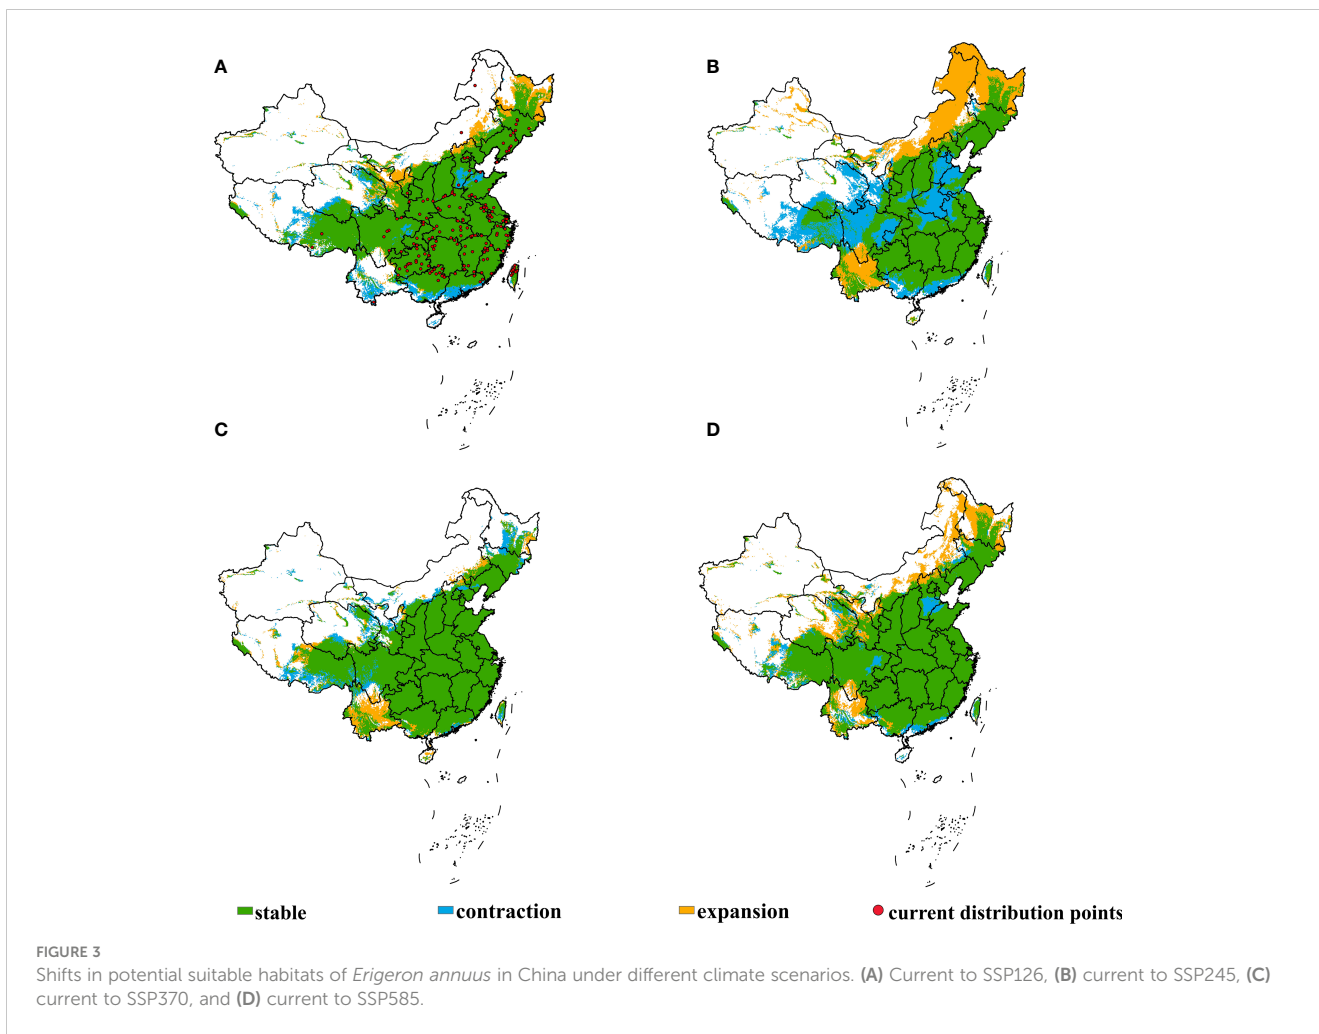 A
B
C
D
stable
contraction
expansion
current distribution points
FIGURE 3
Shifts in potential suitable habitats of Erigeron annuus in China under different climate scenarios. (A) Current to SSP126, (B) current to SSP245, (C)
current to SSP370, and (D) current to SSP585.